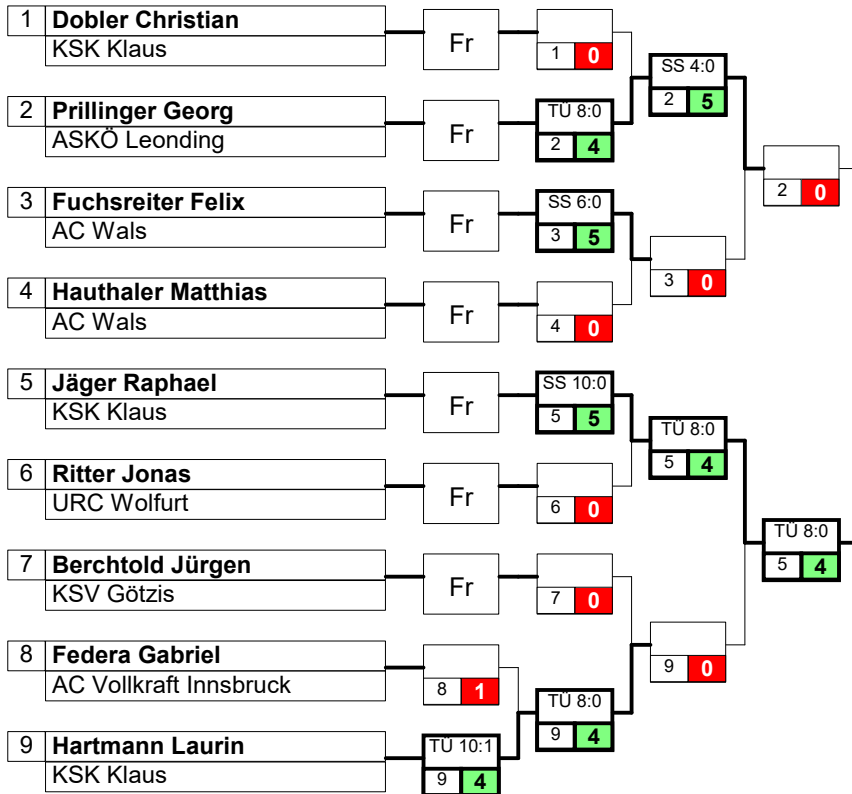 1 Dobler Christian
KSK Klaus
Fr
1 0
SS 4:0
2 5
2 Prillinger Georg
ASKÖ Leonding
Fr
TÜ 8:0
2 4
2 0
3 Fuchsreiter Felix
AC Wals
Fr
SS 6:0
3 5
3 0
4 Hauthaler Matthias
AC Wals
Fr
4 0
5 Jäger Raphael
KSK Klaus
Fr
SS 10:0
5 5
TÜ 8:0
5 4
6 Ritter Jonas
URC Wolfurt
Fr
6 0
TÜ 8:0
5 4
7 Berchtold Jürgen
KSV Götzis
Fr
7 0
8 Federa Gabriel
AC Vollkraft Innsbruck
8 1
9 0
TÜ 8:0
9 4
9 Hartmann Laurin
KSK Klaus
TÜ 10:1
9 4